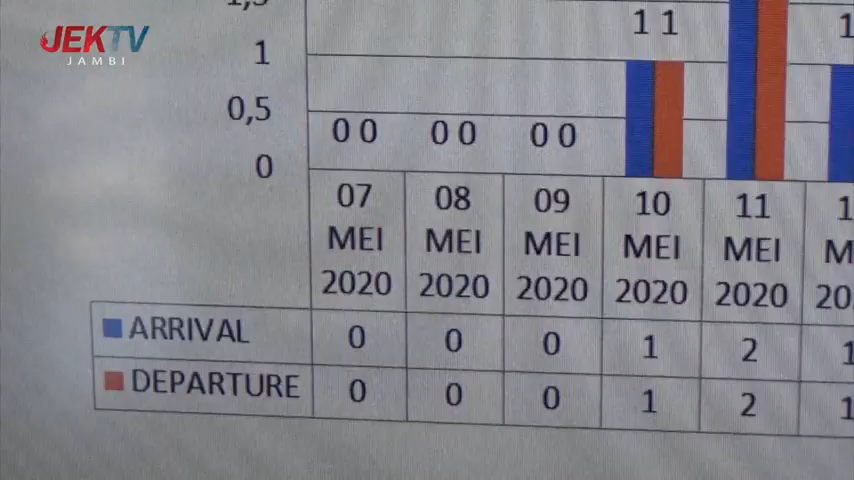 JEKTV
JAMBI
1
0,5
0
0 0 0 0 0 0 1 1
07 MEI 2020
08 MEI 2020
09 MEI 2020
10 MEI 2020
11 MEI 2020
ARRIVAL 0 0 0 1 2 1
DEPARTURE 0 0 0 1 2 1